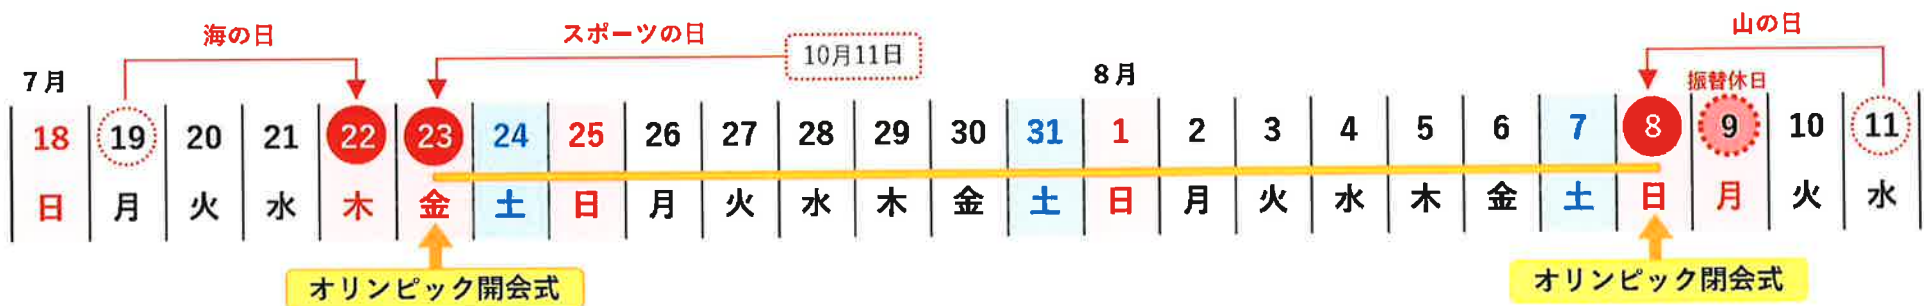 海の日
スポーツの日
10月11日
山の日
7月
8月
振替休日
18 19 20 21 22 23 24 25 26 27 28 29 30 31 1 2 3 4 5 6 7 8 9 10 11
日 月 火 水 木 金 土 日 月 火 水 木 金 土 日 月 火 水 木 金 土 日 月 火 水
オリンピック開会式
オリンピック閉会式